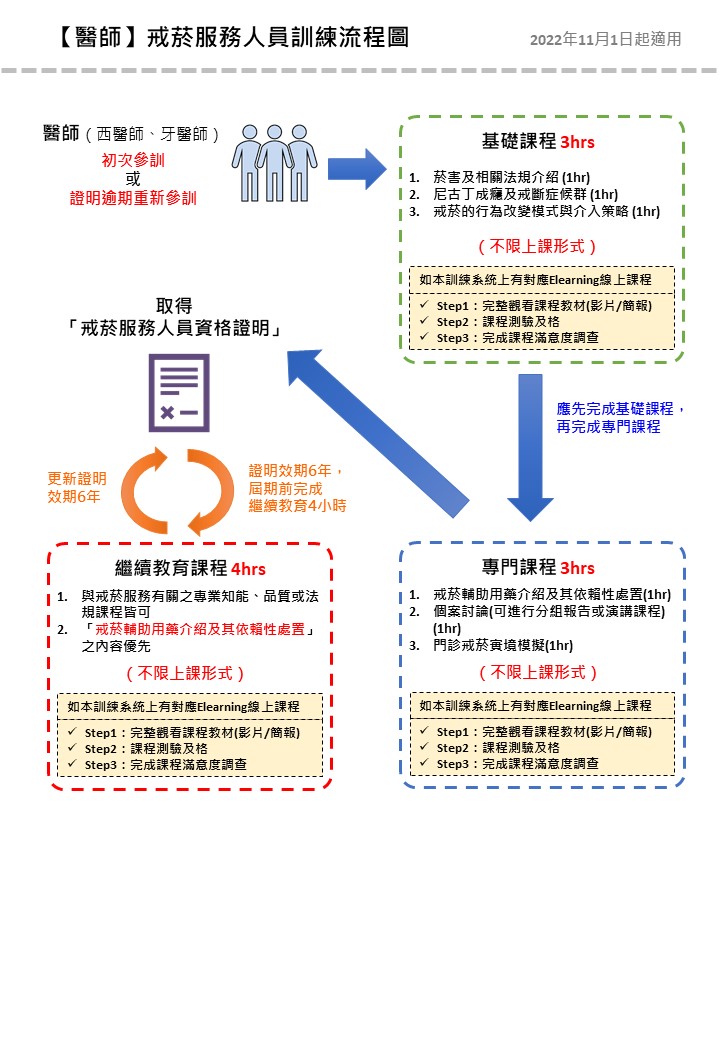 【醫師】戒菸服務人員訓練流程圖
2022年11月1日起適用
醫師（西醫師、牙醫師）
初次參訓
或
證明逾期重新參訓
基礎課程 3hrs
1. 菸害及相關法規介紹 (1hr)
2. 尼古丁成癮及戒斷症候群 (1hr)
3. 戒菸的行為改變模式與介入策略 (1hr)
（不限上課形式）
如本訓練系統上有對應Elearning線上課程
✓ Step1：完整觀看課程教材(影片/簡報)
✓ Step2：課程測驗及格
✓ Step3：完成課程滿意度調查
取得
「戒菸服務人員資格證明」
應先完成基礎課程，
再完成專門課程
更新證明
效期6年
證明效期6年，
屆期前完成
繼續教育4小時
繼續教育課程 4hrs
1. 與戒菸服務有關之專業知能、品質或法
規課程皆可
2. 「戒菸輔助用藥介紹及其依賴性處置」
之內容優先
（不限上課形式）
如本訓練系統上有對應Elearning線上課程
✓ Step1：完整觀看課程教材(影片/簡報)
✓ Step2：課程測驗及格
✓ Step3：完成課程滿意度調查
專門課程 3hrs
1. 戒菸輔助用藥介紹及其依賴性處置(1hr)
2. 個案討論(可進行分組報告或演講課程)
(1hr)
3. 門診戒菸實境模擬(1hr)
（不限上課形式）
如本訓練系統上有對應Elearning線上課程
✓ Step1：完整觀看課程教材(影片/簡報)
✓ Step2：課程測驗及格
✓ Step3：完成課程滿意度調查